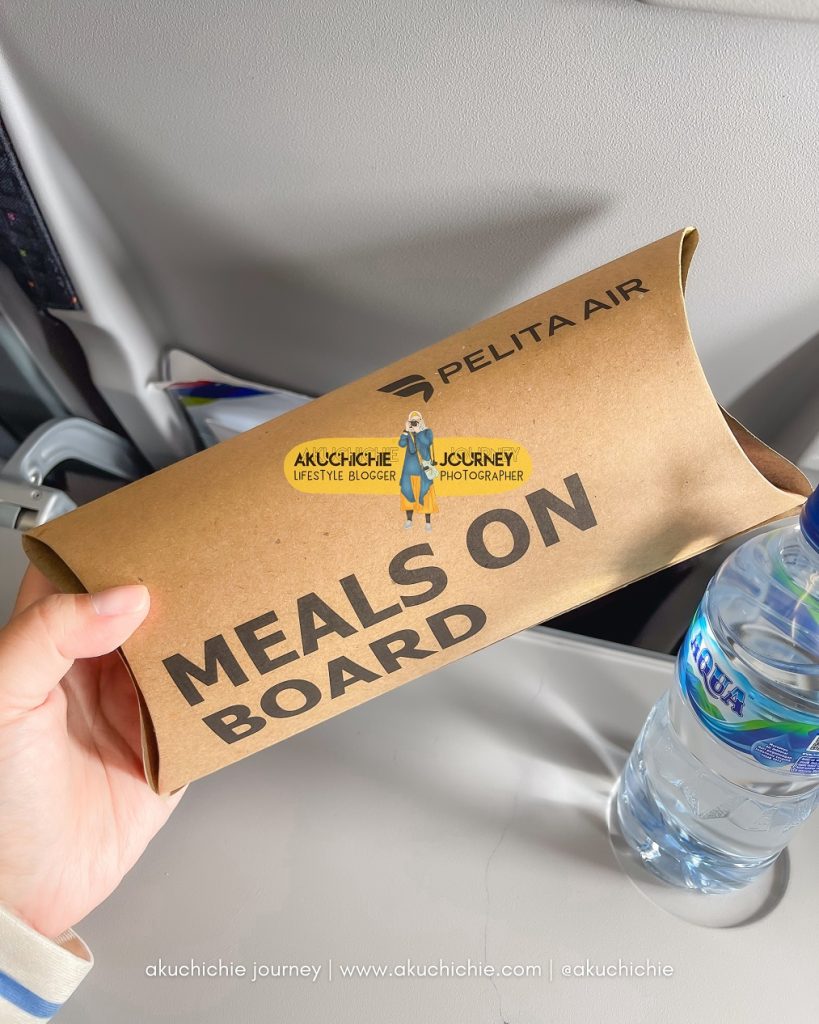 PELITA AIR
AKUCHICHIE JOURNEY
LIFESTYLE BLOGGER PHOTOGRAPHER
MEALS ON
BOARD
AQUA
akuchichie journey | www.akuchichie.com | @akuchichie